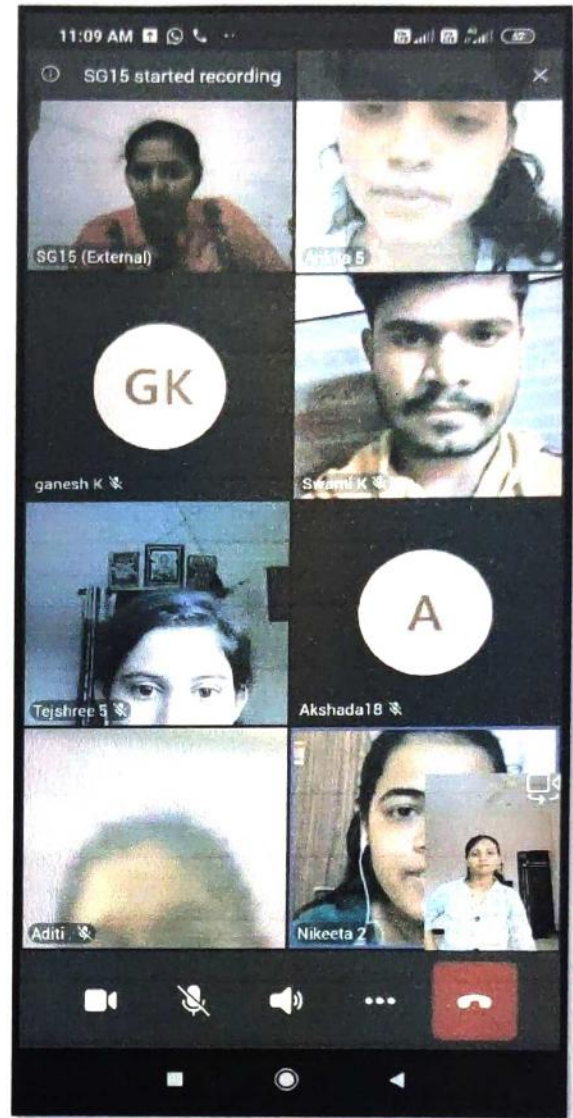 11:09 AM
SG15 started recording
SG15 (External)
GK
ganesh K
Swami K
Tejshree 5
A
Akshada18
Aditi
Nikeeta 2